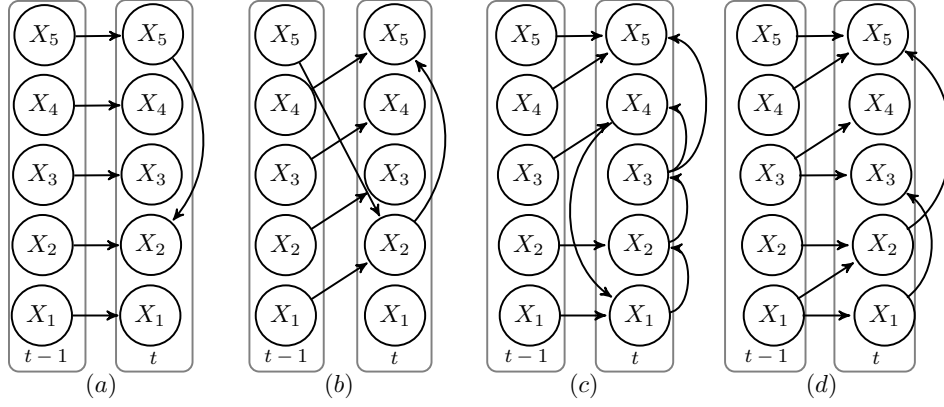 X5 X5 X5 X5 X5 X5 X5 X5
X4 X4 X4 X4 X4 X4 X4 X4
X3 X3 X3 X3 X3 X3 X3 X3
X2 X2 X2 X2 X2 X2 X2 X2
X1 X1 X1 X1 X1 X1 X1 X1
t − 1 t t − 1 t t − 1 t t − 1 t
(a) (b) (c) (d)